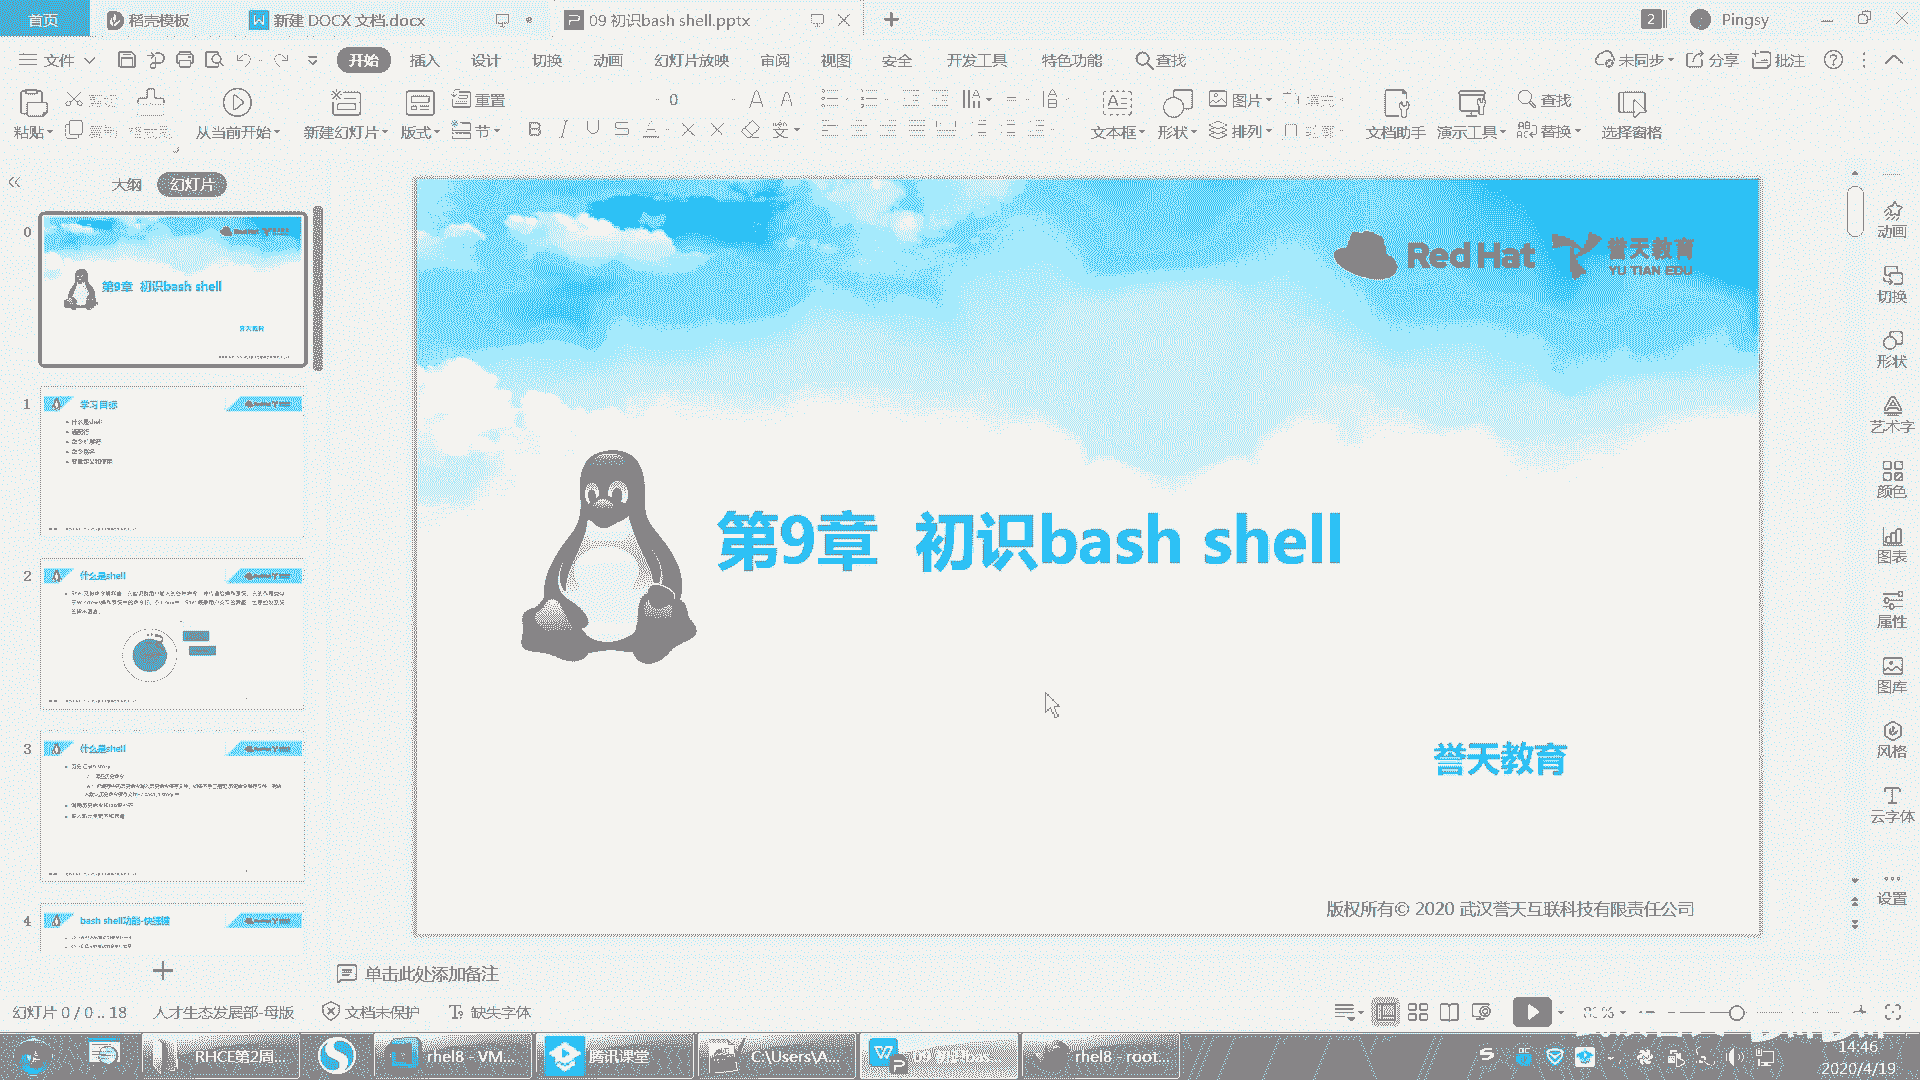 首页
稻壳模板
新建 DOCX 文档.docx
09 初识bash shell.pptx
2
Pingsy
文件
开始
插入
设计
切换
动画
幻灯片放映
审阅
视图
安全
开发工具
特色功能
查找
未同步
分享
批注
粘贴
从当前开始
新建幻灯片
版式
重置
节
0
文本框
形状
图片
排列
文档助手
演示工具
查找
替换
选择窗格
大纲
幻灯片
0
第9章 初识bash shell
1
学习目标
什么是shell
2
什么是shell
3
什么是shell
4
bash shell功能-快捷键
Red Hat
誉天教育
YU TIAN EDU
第9章 初识bash shell
誉天教育
版权所有© 2020 武汉誉天互联科技有限责任公司
动画
切换
形状
艺术字
颜色
图表
属性
图库
风格
云字体
设置
单击此处添加备注
幻灯片 0 / 0 .. 18
人才生态发展部-母版
文档未保护
缺失字体
RHCE第2周...
rhel8 - VM...
腾讯课堂
C:\Users\A...
09 初识bas...
rhel8 - root...
14:46
2020/4/19